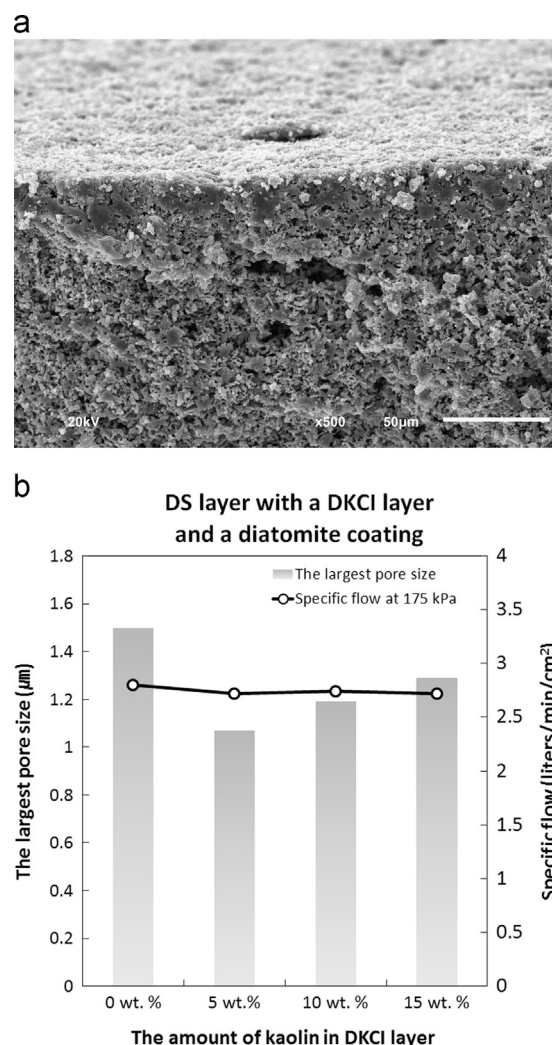 a
20kV x500 50μm
b
DS layer with a DKCI layer
and a diatomite coating
The largest pore size (μm)
1.8
1.6
1.4
1.2
1
0.8
0.6
0.4
0.2
0
The largest pore size
Specific flow at 175 kPa
4
3.5
3
2.5
2
1.5
1
0.5
0
Specific flow (liters/min/cm²)
0 wt. % 5 wt.% 10 wt. % 15 wt. %
The amount of kaolin in DKCI layer